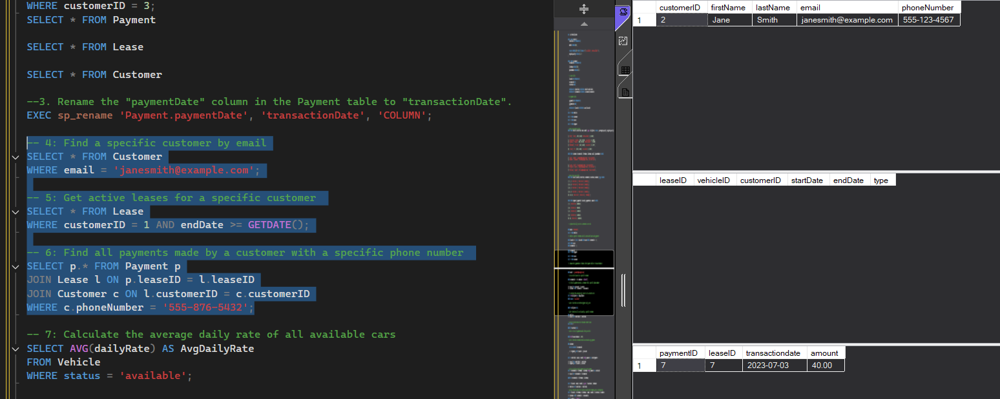 WHERE customerID = 3;
SELECT * FROM Payment
SELECT * FROM Lease
SELECT * FROM Customer
--3. Rename the "paymentDate" column in the Payment table to "transactionDate".
EXEC sp_rename 'Payment.paymentDate', 'transactionDate', 'COLUMN';
-- 4: Find a specific customer by email
SELECT * FROM Customer
WHERE email = 'janesmith@example.com';
-- 5: Get active leases for a specific customer
SELECT * FROM Lease
WHERE customerID = 1 AND endDate >= GETDATE();
-- 6: Find all payments made by a customer with a specific phone number
SELECT p.* FROM Payment p
JOIN Lease l ON p.leaseID = l.leaseID
JOIN Customer c ON l.customerID = c.customerID
WHERE c.phoneNumber = '555-876-5432';
-- 7: Calculate the average daily rate of all available cars
SELECT AVG(dailyRate) AS AvgDailyRate
FROM Vehicle
WHERE status = 'available';
customerID firstName lastName email phoneNumber
1 2 Jane Smith janesmith@example.com 555-123-4567
leaseID vehicleID customerID startDate endDate type
paymentID leaseID transactiondate amount
1 7 7 2023-07-03 40.00